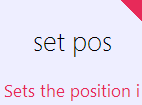 set pos
Sets the position i